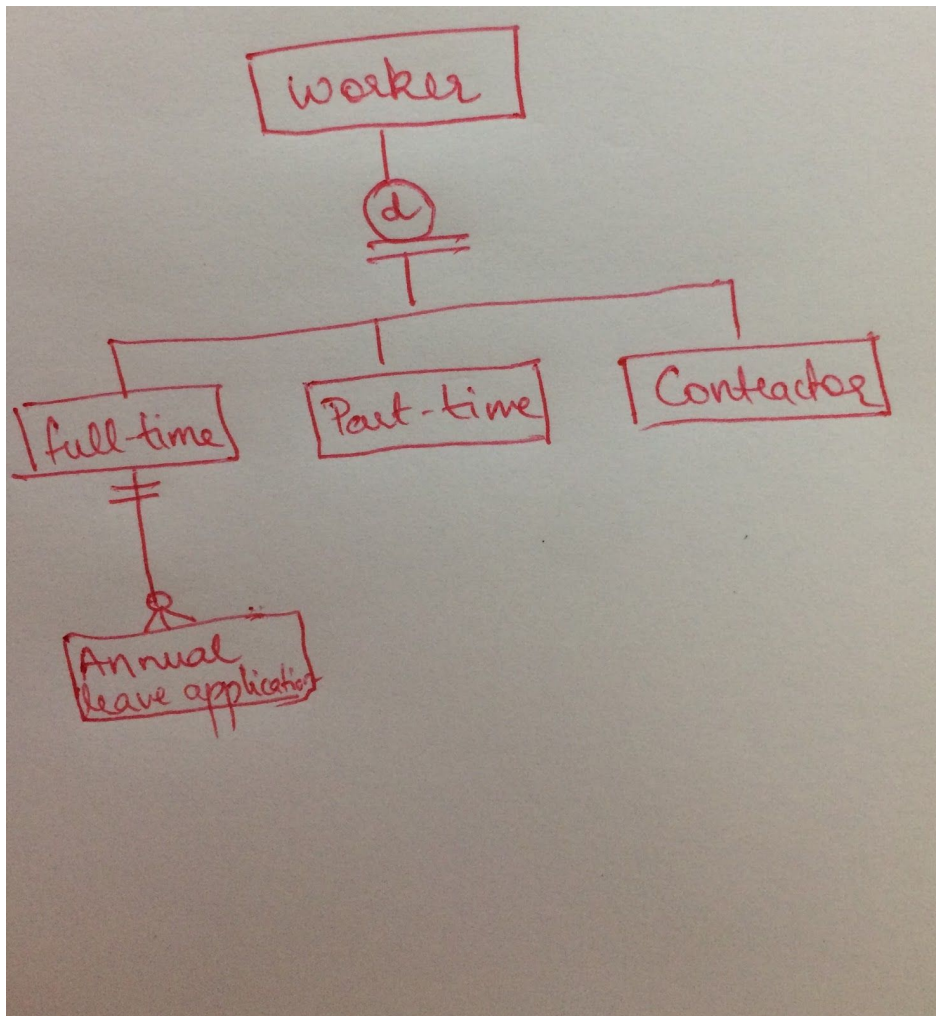 worker
d
full-time
Part-time
Contractor
Annual
leave application